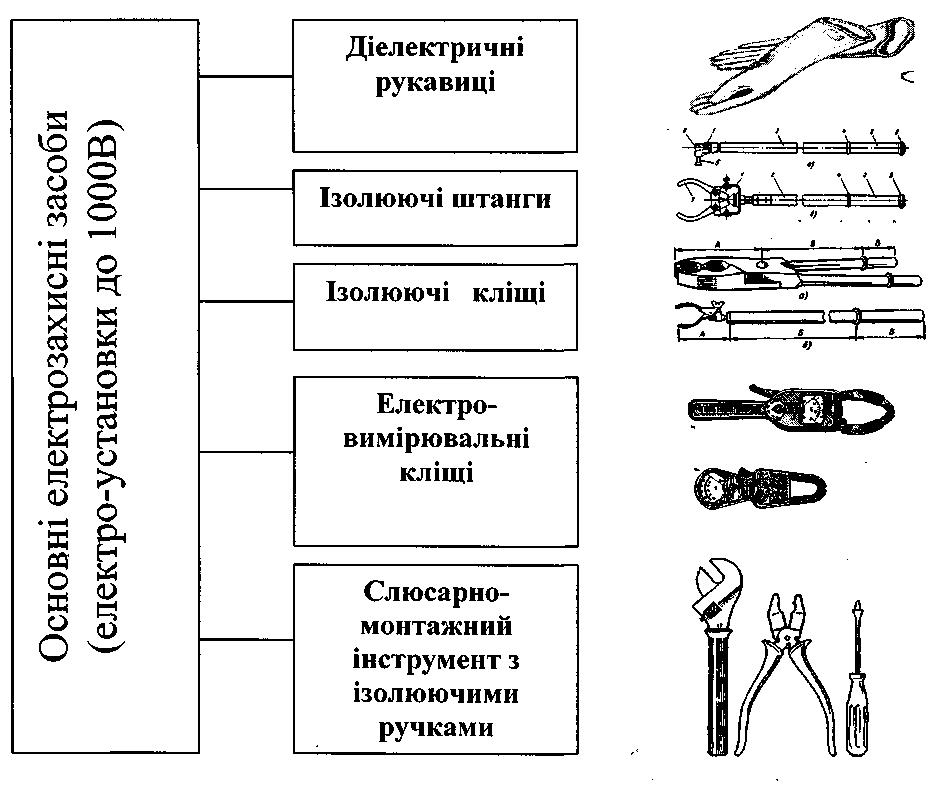 Основні електрозахисні засоби
(електро-установки до 1000В)
Діелектричні
рукавиці
Ізолюючі штанги
Ізолюючі кліщі
Електро-
вимірювальні
кліщі
Слюсарно-
монтажний
інструмент з
ізолюючими
ручками
А
Б
В
а)
А
Б
Б